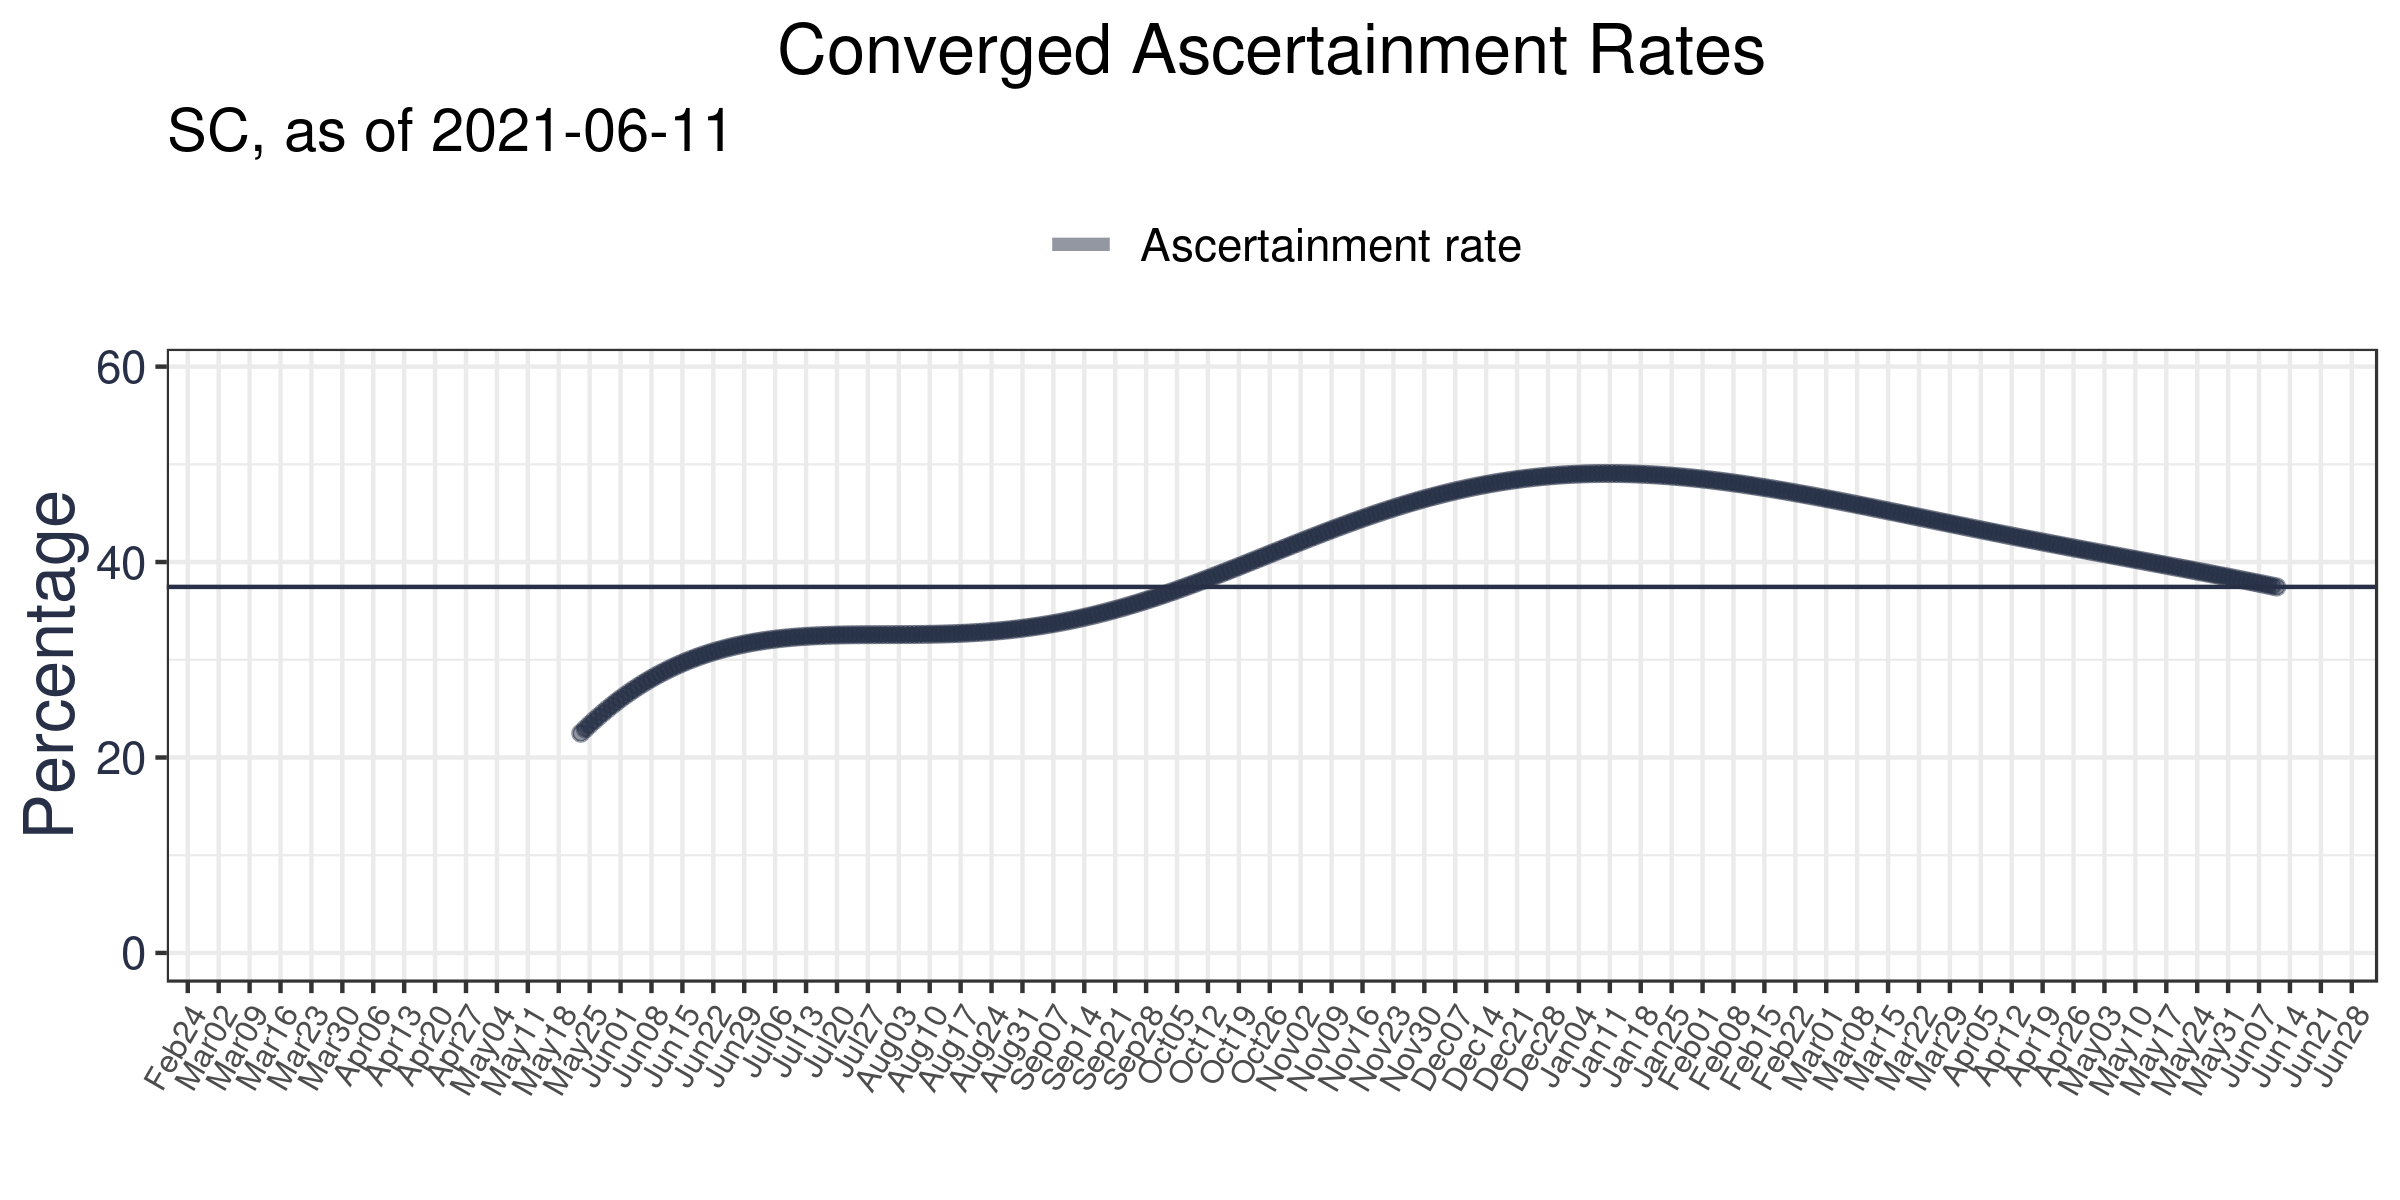 Converged Ascertainment Rates
SC, as of 2021-06-11
Ascertainment rate
Percentage
60
40
20
0
Feb24
Mar02
Mar09
Mar16
Mar23
Mar30
Apr06
Apr13
Apr20
Apr27
May04
May11
May18
May25
Jun01
Jun08
Jun15
Jun22
Jun29
Jul06
Jul13
Jul20
Jul27
Aug03
Aug10
Aug17
Aug24
Aug31
Sep07
Sep14
Sep21
Sep28
Oct05
Oct12
Oct19
Oct26
Nov02
Nov09
Nov16
Nov23
Nov30
Dec07
Dec14
Dec21
Dec28
Jan04
Jan11
Jan18
Jan25
Feb01
Feb08
Feb15
Feb22
Mar01
Mar08
Mar15
Mar22
Mar29
Apr05
Apr12
Apr19
Apr26
May03
May10
May17
May24
May31
Jun07
Jun14
Jun21
Jun28